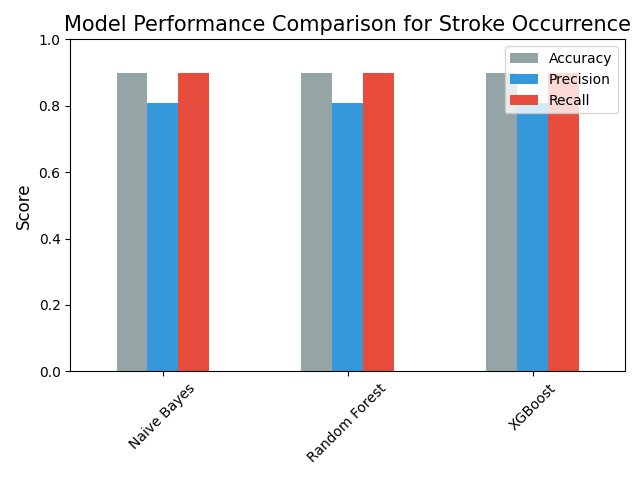 Model Performance Comparison for Stroke Occurrence
Accuracy
Precision
Recall
Score
1.0
0.8
0.6
0.4
0.2
0.0
Naive Bayes
Random Forest
XGBoost